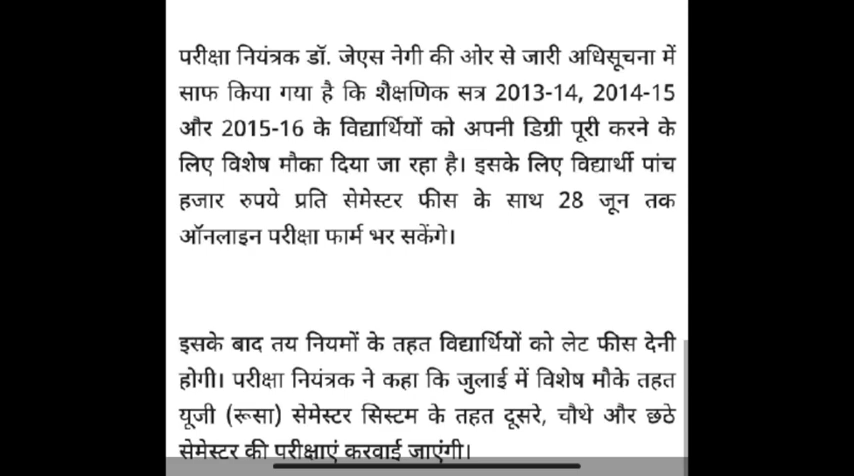 परीक्षा नियंत्रक डॉ. जेएस नेगी की ओर से जारी अधिसूचना में
साफ किया गया है कि शैक्षणिक सत्र 2013-14, 2014-15
और 2015-16 के विद्यार्थियों को अपनी डिग्री पूरी करने के
लिए विशेष मौका दिया जा रहा है। इसके लिए विद्यार्थी पांच
हजार रुपये प्रति सेमेस्टर फीस के साथ 28 जून तक
ऑनलाइन परीक्षा फार्म भर सकेंगे।
इसके बाद तय नियमों के तहत विद्यार्थियों को लेट फीस देनी
होगी। परीक्षा नियंत्रक ने कहा कि जुलाई में विशेष मौके तहत
यूजी (रूसा) सेमेस्टर सिस्टम के तहत दूसरे, चौथे और छठे
सेमेस्टर की परीक्षाएं करवाई जाएंगी।